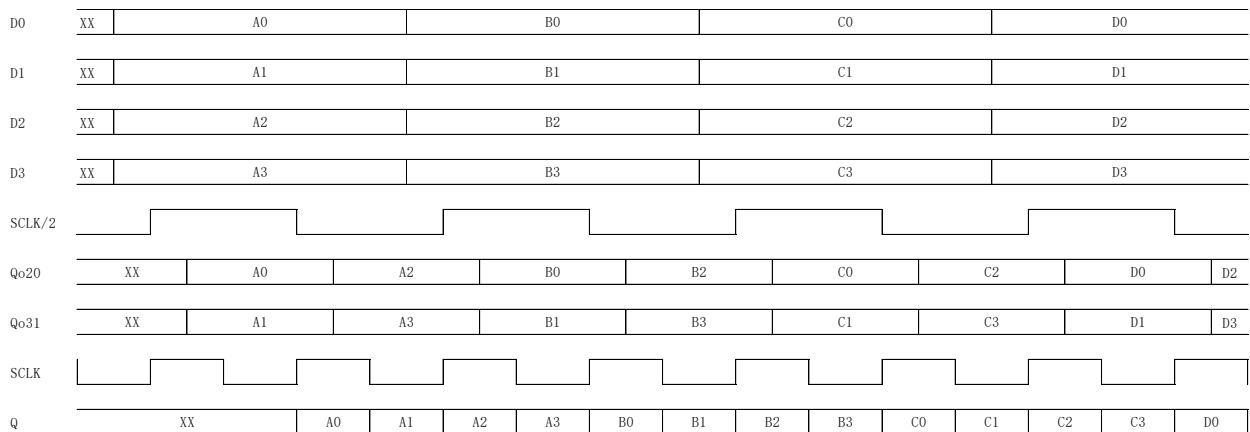 D0 XX A0 B0 C0 D0
D1 XX A1 B1 C1 D1
D2 XX A2 B2 C2 D2
D3 XX A3 B3 C3 D3
SCLK/2
Qo20 XX A0 A2 B0 B2 C0 C2 D0 D2
Qo31 XX A1 A3 B1 B3 C1 C3 D1 D3
SCLK
Q XX A0 A1 A2 A3 B0 B1 B2 B3 C0 C1 C2 C3 D0